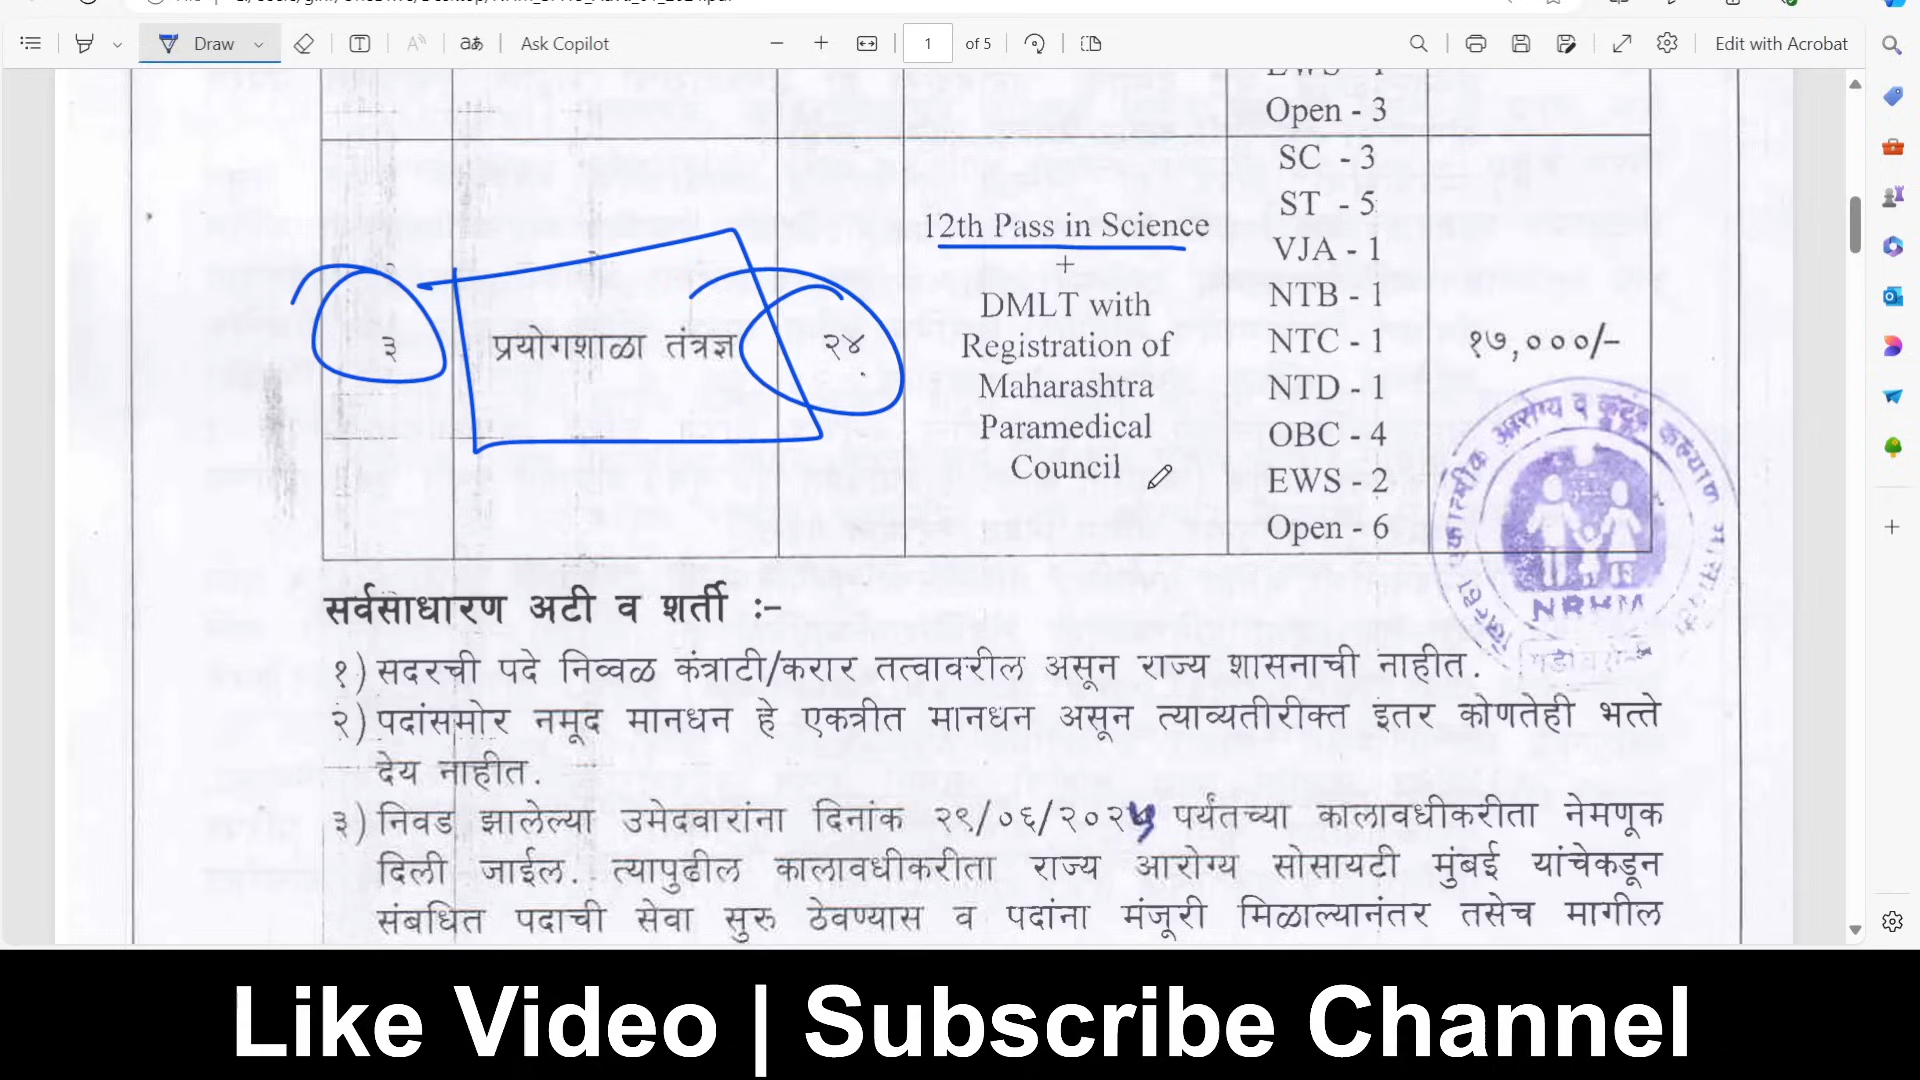 Draw
Ask Copilot
1 of 5
Edit with Acrobat
Open - 3
SC - 3
ST - 5
VJA - 1
NTB - 1
NTC - 1
NTD - 1
OBC - 4
EWS - 2
Open - 6
३
प्रयोगशाळा तंत्रज्ञ
२४
12th Pass in Science
+
DMLT with
Registration of
Maharashtra
Paramedical
Council
१७,०००/-
NRHM
सर्वसाधारण अटी व शर्ती :-
१) सदरची पदे निव्वळ कंत्राटी/करार तत्वावरील असून राज्य शासनाची नाहीत.
२) पदांसमोर नमूद मानधन हे एकत्रीत मानधन असून त्याव्यतीरीक्त इतर कोणतेही भत्ते
देय नाहीत.
३) निवड झालेल्या उमेदवारांना दिनांक २९/०६/२०२५ पर्यंतच्या कालावधीकरीता नेमणूक
दिली जाईल. त्यापुढील कालावधीकरीता राज्य आरोग्य सोसायटी मुंबई यांचेकडून
संबधित पदाची सेवा सुरु ठेवण्यास व पदांना मंजूरी मिळाल्यानंतर तसेच मागील
Like Video | Subscribe Channel